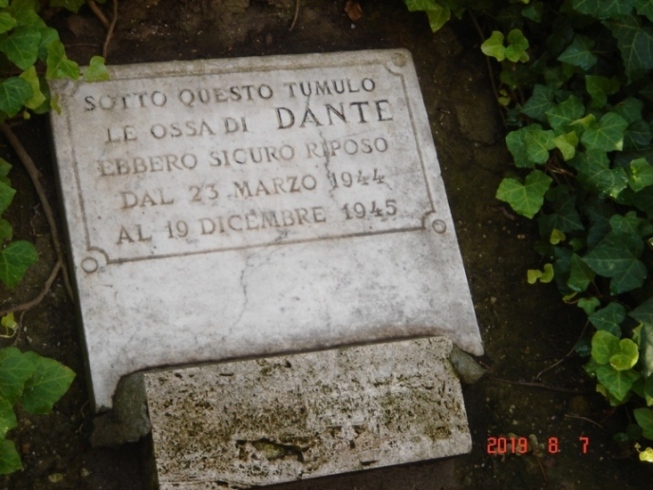 SOTTO QUESTO TUMULO
LE OSSA DI DANTE
EBBERO SICURO RIPOSO
DAL 23 MARZO 1944
AL 19 DICEMBRE 1945
2019 8 7